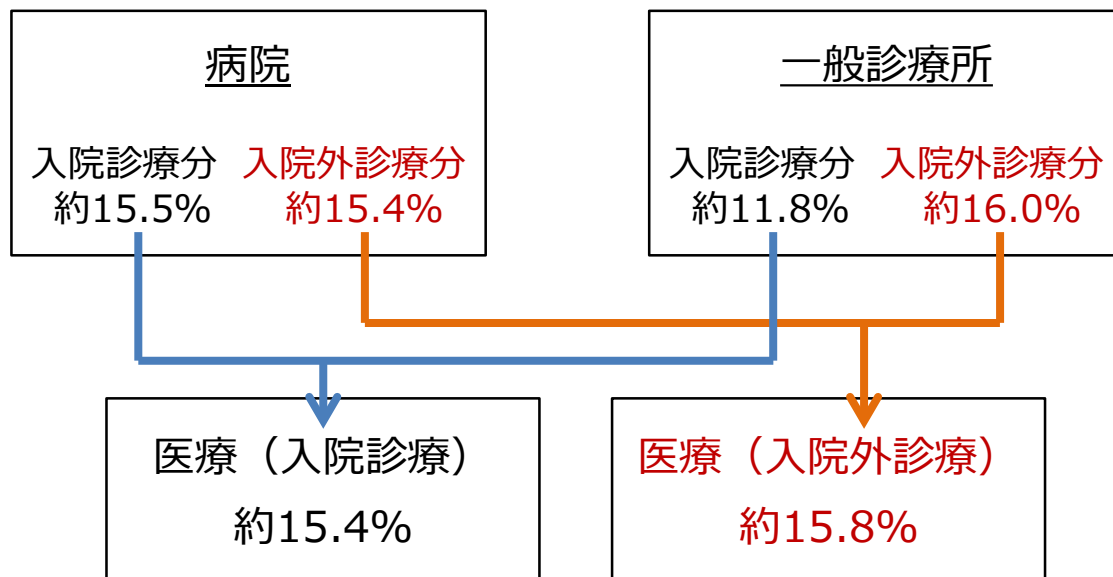 病院
入院診療分
約15.5%
入院外診療分
約15.4%
一般診療所
入院診療分
約11.8%
入院外診療分
約16.0%
医療（入院診療）
約15.4%
医療（入院外診療）
約15.8%